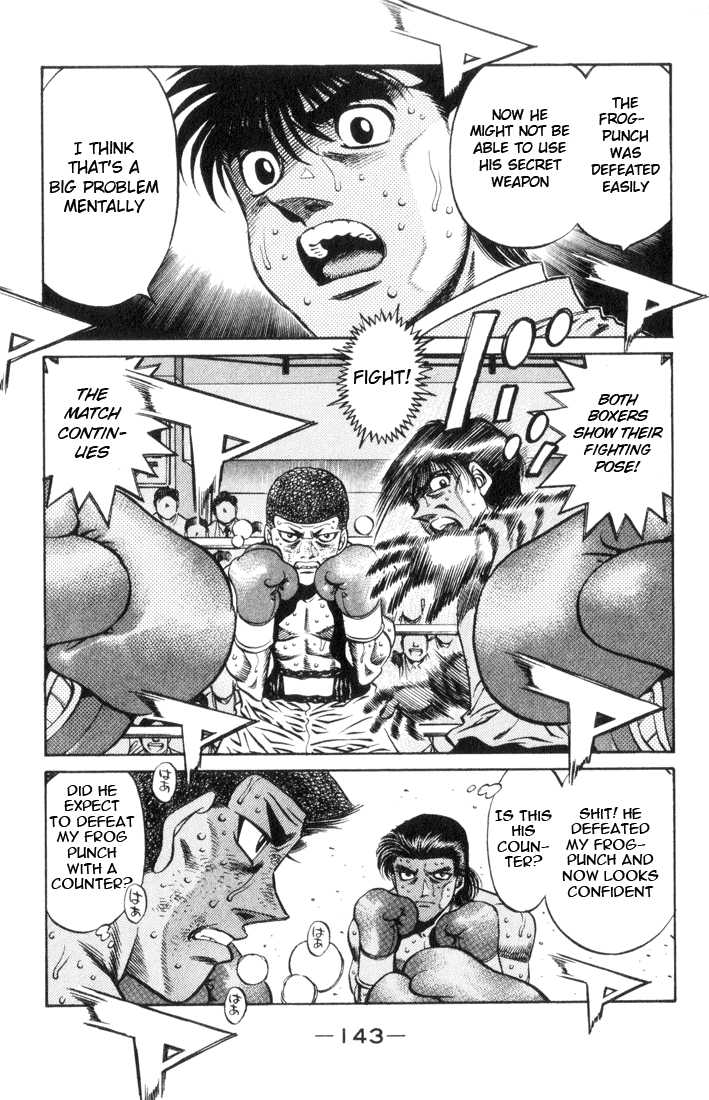 THE
FROG-
PUNCH
WAS
DEFEATED
EASILY
NOW HE
MIGHT NOT BE
ABLE TO USE
HIS SECRET
WEAPON
I THINK
THAT'S A
BIG PROBLEM
MENTALLY
BOTH
BOXERS
SHOW THEIR
FIGHTING
POSE!
FIGHT!
THE
MATCH
CONTIN-
UES
SHIT! HE
DEFEATED
MY FROG-
PUNCH AND
NOW LOOKS
CONFIDENT
IS THIS
HIS
COUN-
TER?
DID HE
EXPECT
TO DEFEAT
MY FROG
PUNCH
WITH A
COUNTER?
はあ
はあ
はあ
はあ
—143—